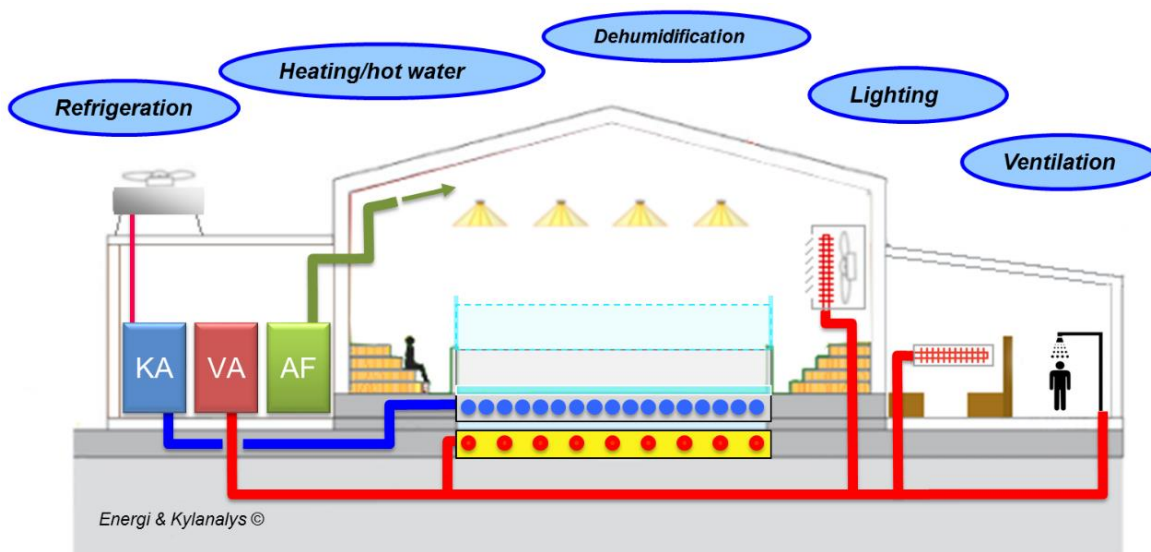 Dehumidification
Heating/hot water
Refrigeration
Lighting
Ventilation
KA
VA
AF
Energi & Kylanalys ©